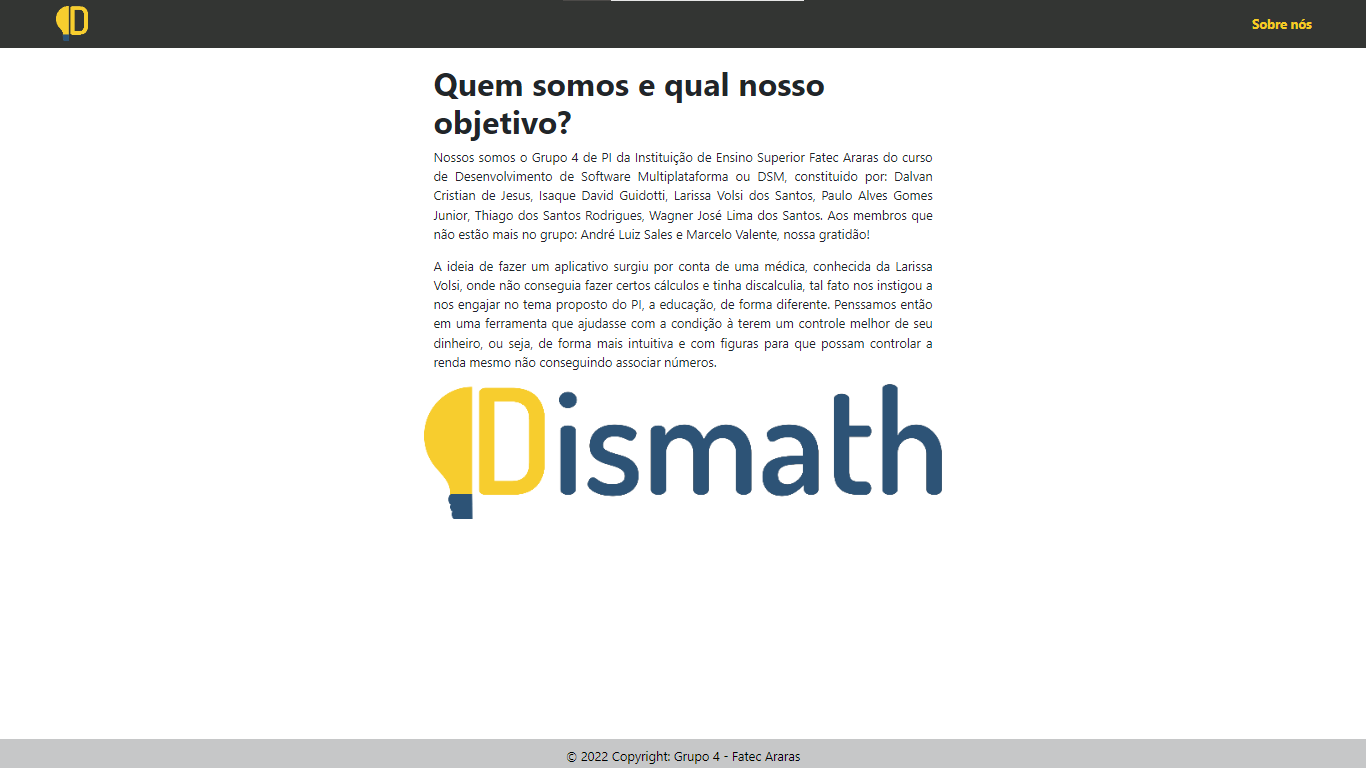 D
Sobre nós
Quem somos e qual nosso
objetivo?
Nossos somos o Grupo 4 de PI da Instituição de Ensino Superior Fatec Araras do curso
de Desenvolvimento de Software Multiplataforma ou DSM, constituido por: Dalvan
Cristian de Jesus, Isaque David Guidotti, Larissa Volsi dos Santos, Paulo Alves Gomes
Junior, Thiago dos Santos Rodrigues, Wagner José Lima dos Santos. Aos membros que
não estão mais no grupo: André Luiz Sales e Marcelo Valente, nossa gratidão!
A ideia de fazer um aplicativo surgiu por conta de uma médica, conhecida da Larissa
Volsi, onde não conseguia fazer certos cálculos e tinha discalculia, tal fato nos instigou a
nos engajar no tema proposto do PI, a educação, de forma diferente. Penssamos então
em uma ferramenta que ajudasse com a condição à terem um controle melhor de seu
dinheiro, ou seja, de forma mais intuitiva e com figuras para que possam controlar a
renda mesmo não conseguindo associar números.
Dismath
© 2022 Copyright: Grupo 4 - Fatec Araras